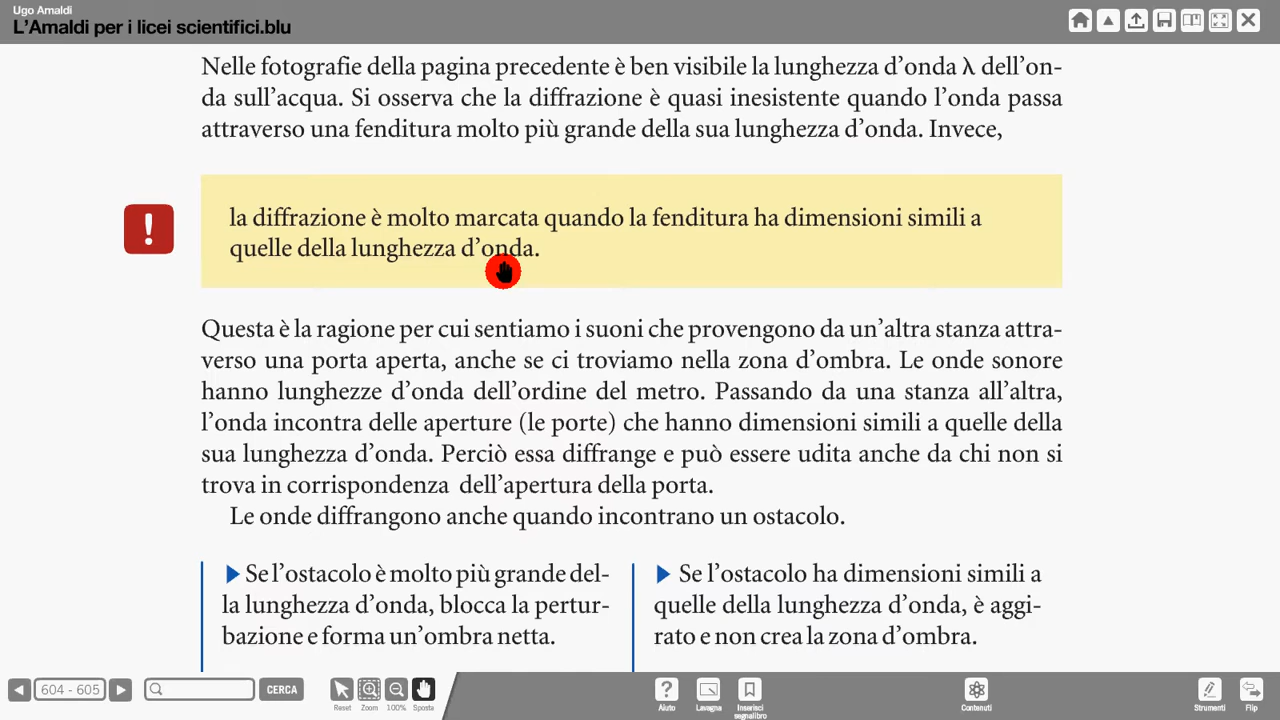 Ugo Amaldi
L'Amaldi per i licei scientifici.blu
Nelle fotografie della pagina precedente è ben visibile la lunghezza d'onda λ dell'on-
da sull'acqua. Si osserva che la diffrazione è quasi inesistente quando l'onda passa
attraverso una fenditura molto più grande della sua lunghezza d'onda. Invece,
!
la diffrazione è molto marcata quando la fenditura ha dimensioni simili a
quelle della lunghezza d'onda.
Questa è la ragione per cui sentiamo i suoni che provengono da un'altra stanza attra-
verso una porta aperta, anche se ci troviamo nella zona d'ombra. Le onde sonore
hanno lunghezze d'onda dell'ordine del metro. Passando da una stanza all'altra,
l'onda incontra delle aperture (le porte) che hanno dimensioni simili a quelle della
sua lunghezza d'onda. Perciò essa diffrange e può essere udita anche da chi non si
trova in corrispondenza dell'apertura della porta.
Le onde diffrangono anche quando incontrano un ostacolo.
Se l'ostacolo è molto più grande del-
la lunghezza d'onda, blocca la pertur-
bazione e forma un'ombra netta.
Se l'ostacolo ha dimensioni simili a
quelle della lunghezza d'onda, è aggi-
rato e non crea la zona d'ombra.
604 - 605
CERCA
Reset
Zoom
100%
Sposta
?
Aiuto
Lavagna
Inserisci
segnalibro
Contenuti
Strumenti
Flip